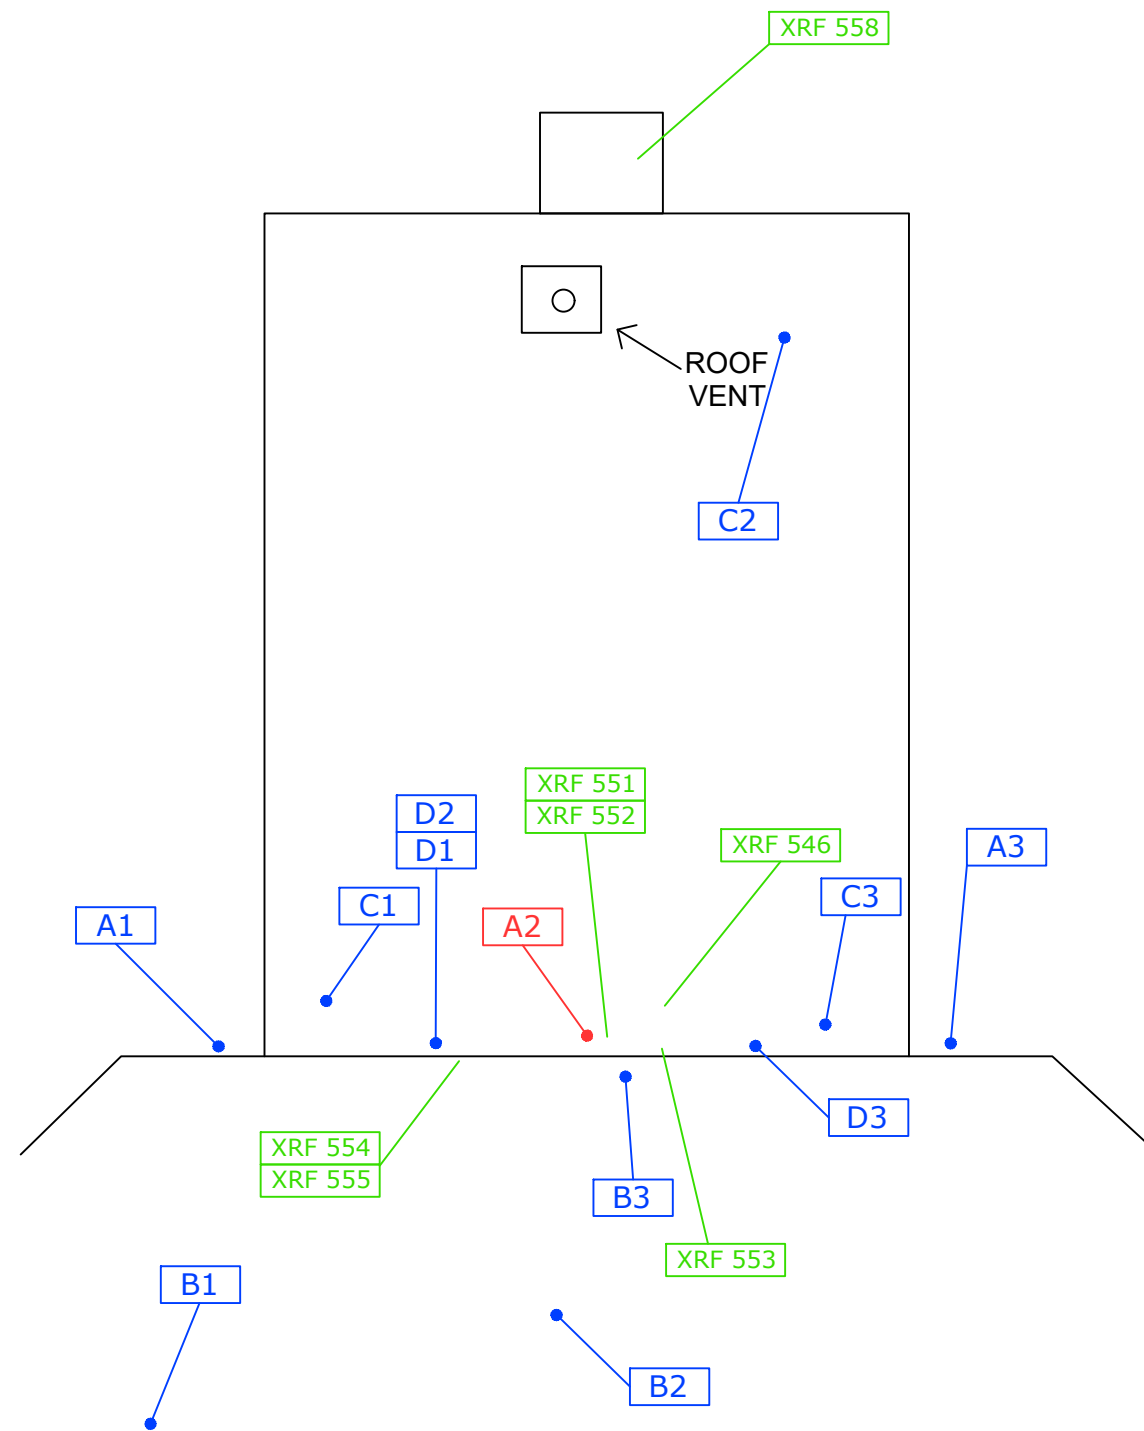 XRF 558
ROOF
VENT
C2
XRF 551
XRF 552
D2
D1
XRF 546
A3
C1
C3
A1
A2
D3
XRF 554
XRF 555
B3
XRF 553
B1
B2